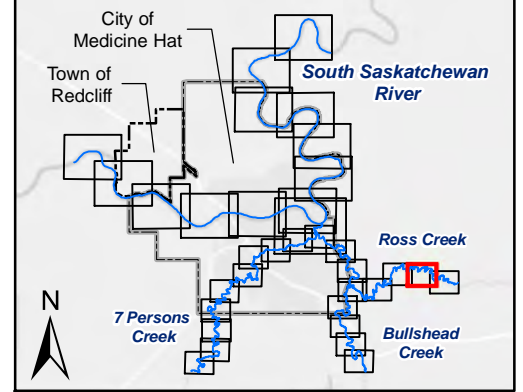 City of
Medicine Hat
Town of
Redcliff
South Saskatchewan
River
Ross Creek
N
7 Persons
Creek
Bullshead
Creek